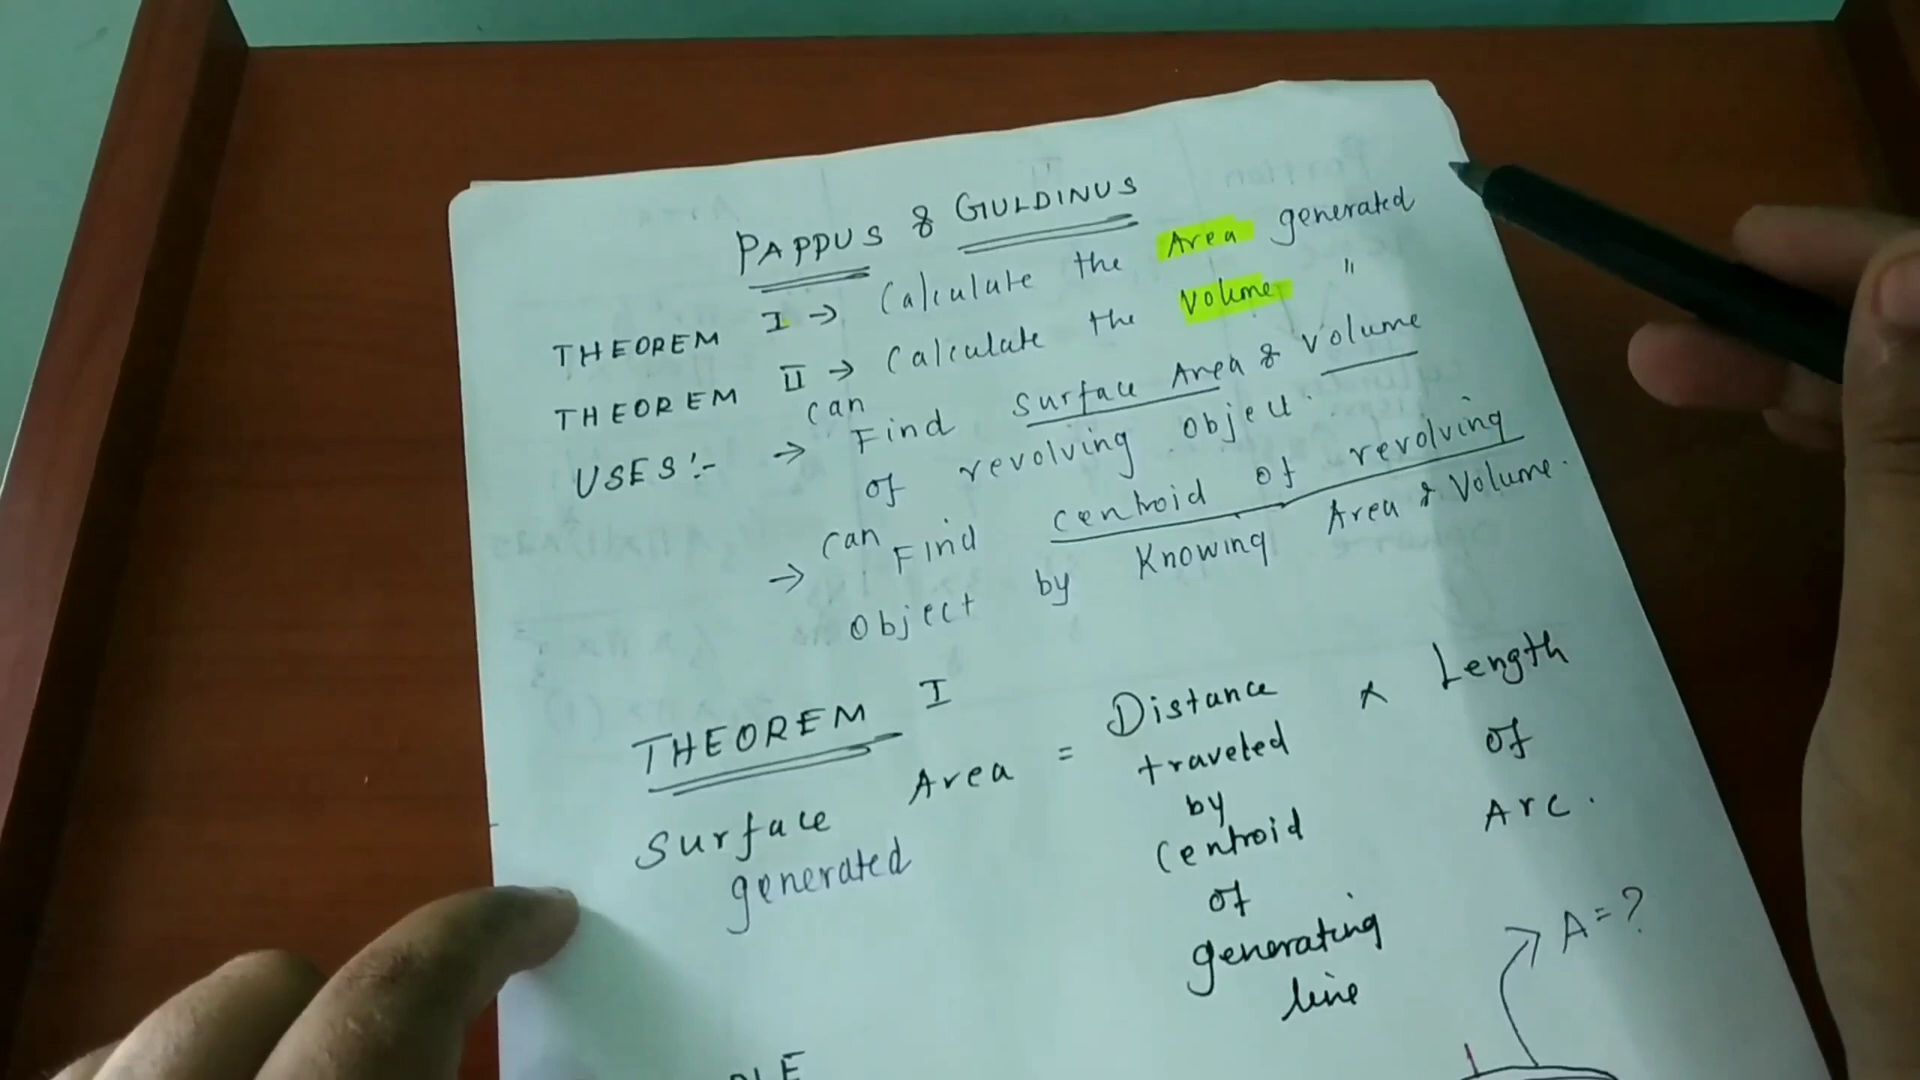 PAPPUS & GULDINUS
THEOREM I → Calculate the Area generated
THEOREM II → Calculate the Volume "
USES:- → can Find Surface Area & volume
of revolving object.
→ can Find centroid of revolving
Object by Knowing Area & Volume.
THEOREM I
Surface Area generated = Distance traveled by Centroid of generating line × Length of Arc.
A = ?